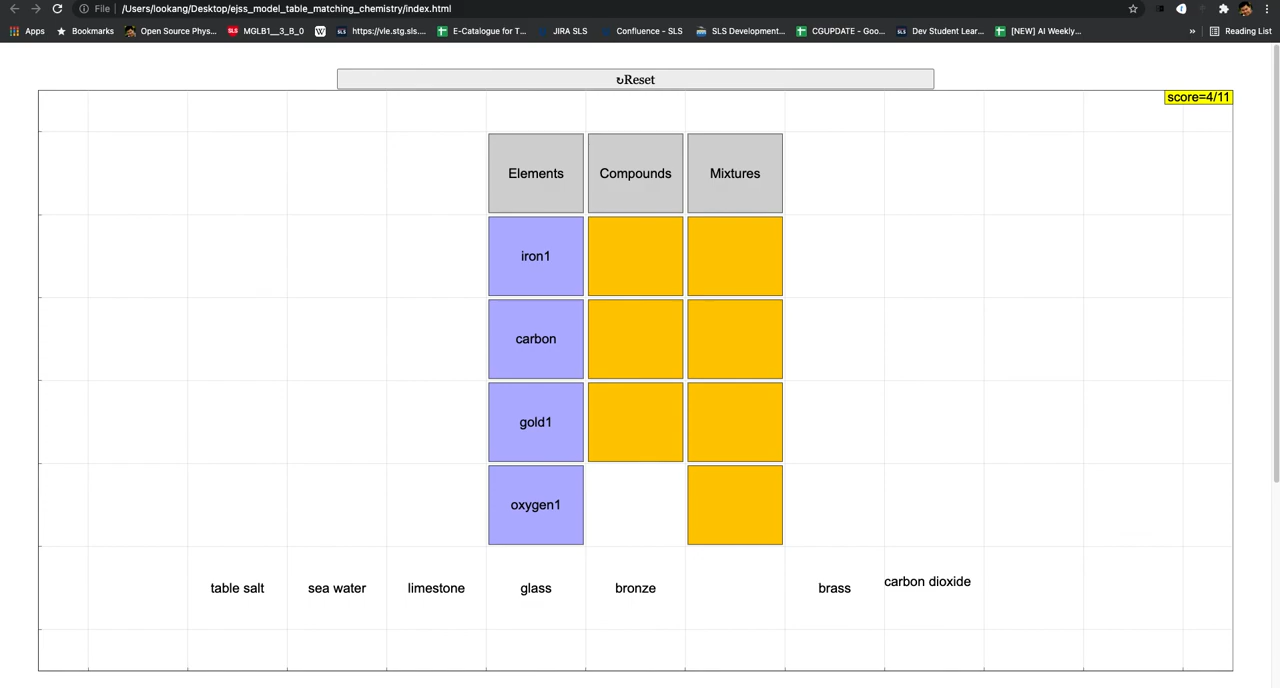 File | /Users/lookang/Desktop/ejss_model_table_matching_chemistry/index.html
Apps Bookmarks Open Source Phys... MGLB1__3_B_0 https://vle.stg.sls.... E-Catalogue for T... JIRA SLS Confluence - SLS SLS Development... CGUPDATE - Goo... Dev Student Lear... [NEW] AI Weekly... » Reading List
↻Reset
score=4/11
Elements Compounds Mixtures
iron1
carbon
gold1
oxygen1
table salt sea water limestone glass bronze brass carbon dioxide